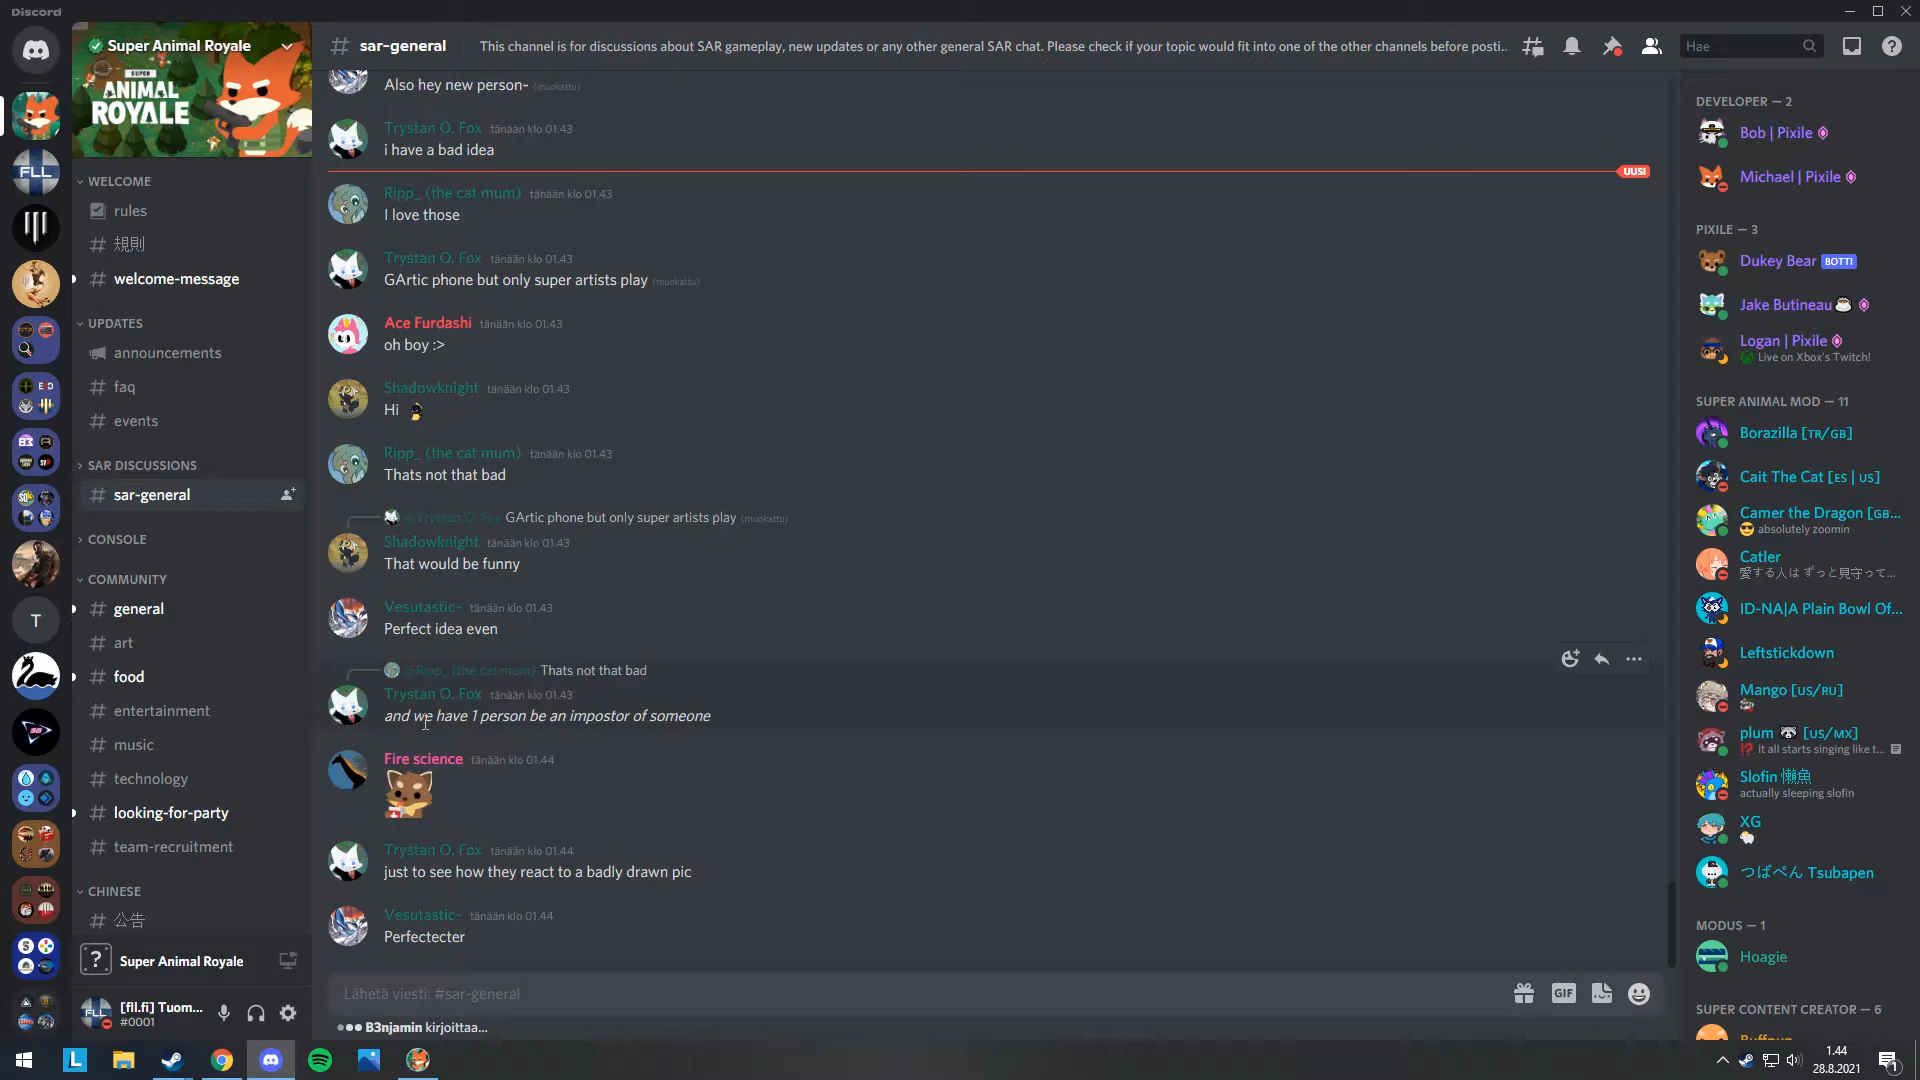 Discord
Super Animal Royale
SUPER
ANIMAL
ROYALE
WELCOME
rules
規則
welcome-message
UPDATES
announcements
faq
events
SAR DISCUSSIONS
sar-general
CONSOLE
COMMUNITY
general
art
food
entertainment
music
technology
looking-for-party
team-recruitment
CHINESE
公告
Super Animal Royale
[fll.fi] Tuom...
#0001
FLL
T
sar-general
This channel is for discussions about SAR gameplay, new updates or any other general SAR chat. Please check if your topic would fit into one of the other channels before posti...
Hae
Also hey new person~ (muokattu)
Trystan O. Fox tänään klo 01.43
i have a bad idea
UUSI
Ripp_ (the cat mum) tänään klo 01.43
I love those
Trystan O. Fox tänään klo 01.43
GArtic phone but only super artists play (muokattu)
Ace Furdashi tänään klo 01.43
oh boy :>
Shadowknight tänään klo 01.43
Hi
Ripp_ (the cat mum) tänään klo 01.43
Thats not that bad
@Trystan O. Fox GArtic phone but only super artists play (muokattu)
Shadowknight tänään klo 01.43
That would be funny
Vesutastic~ tänään klo 01.43
Perfect idea even
@Ripp_ (the cat mum) Thats not that bad
Trystan O. Fox tänään klo 01.43
and we have 1 person be an impostor of someone
Fire science tänään klo 01.44
Trystan O. Fox tänään klo 01.44
just to see how they react to a badly drawn pic
Vesutastic~ tänään klo 01.44
Perfectecter
Lähetä viesti: #sar-general
GIF
B3njamin kirjoittaa...
DEVELOPER — 2
Bob | Pixile
Michael | Pixile
PIXILE — 3
Dukey Bear BOTTI
Jake Butineau
Logan | Pixile
Live on Xbox's Twitch!
SUPER ANIMAL MOD — 11
Borazilla [TR/GB]
Cait The Cat [ES | US]
Camer the Dragon [GB...
absolutely zoomin
Catler
愛する人は ずっと見守って...
ID-NA|A Plain Bowl Of...
Leftstickdown
Mango [US/RU]
plum [US/MX]
it all starts singing like t...
Slofin 懶魚
actually sleeping slofin
XG
つばぺん Tsubapen
MODUS — 1
Hoagie
SUPER CONTENT CREATOR — 6
1.44
28.8.2021